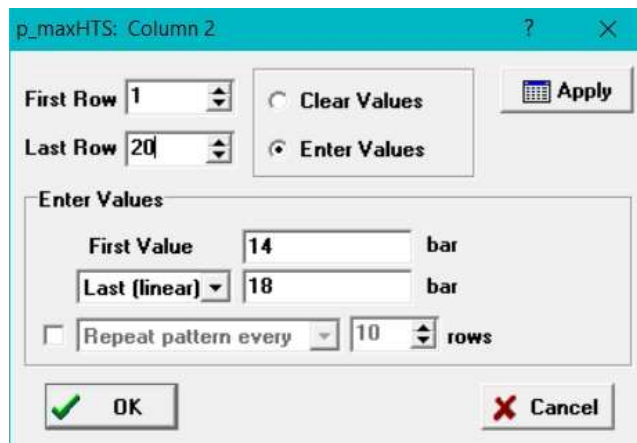 p_maxHTS: Column 2 ?
First Row 1
Last Row 20
Clear Values
Enter Values
Apply
Enter Values
First Value 14 bar
Last (linear) 18 bar
Repeat pattern every 10 rows
OK Cancel